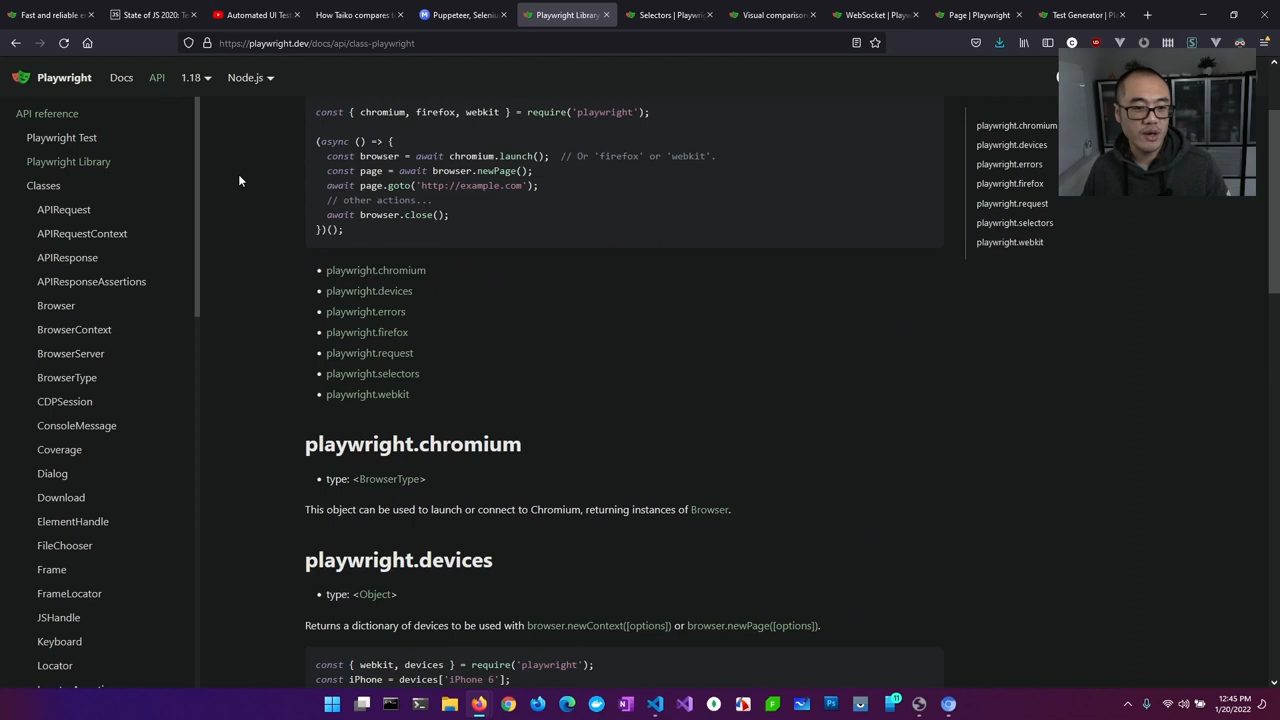 Fast and reliable e
State of JS 2020: Te
Automated UI Test
How Taiko compares to
Puppeteer, Seleniu
Playwright Library
Selectors | Playwrig
Visual comparison
WebSocket | Playw
Page | Playwright
Test Generator | Pla
https://playwright.dev/docs/api/class-playwright
Playwright
Docs
API
1.18
Node.js
API reference
Playwright Test
Playwright Library
Classes
APIRequest
APIRequestContext
APIResponse
APIResponseAssertions
Browser
BrowserContext
BrowserServer
BrowserType
CDPSession
ConsoleMessage
Coverage
Dialog
Download
ElementHandle
FileChooser
Frame
FrameLocator
JSHandle
Keyboard
Locator
const { chromium, firefox, webkit } = require('playwright');
(async () => {
const browser = await chromium.launch(); // Or 'firefox' or 'webkit'.
const page = await browser.newPage();
await page.goto('http://example.com');
// other actions...
await browser.close();
})();
playwright.chromium
playwright.devices
playwright.errors
playwright.firefox
playwright.request
playwright.selectors
playwright.webkit
playwright.chromium
type: <BrowserType>
This object can be used to launch or connect to Chromium, returning instances of Browser.
playwright.devices
type: <Object>
Returns a dictionary of devices to be used with browser.newContext([options]) or browser.newPage([options]).
const { webkit, devices } = require('playwright');
const iPhone = devices['iPhone 6'];
playwright.chromium
playwright.devices
playwright.errors
playwright.firefox
playwright.request
playwright.selectors
playwright.webkit
11
12:45 PM
1/20/2022